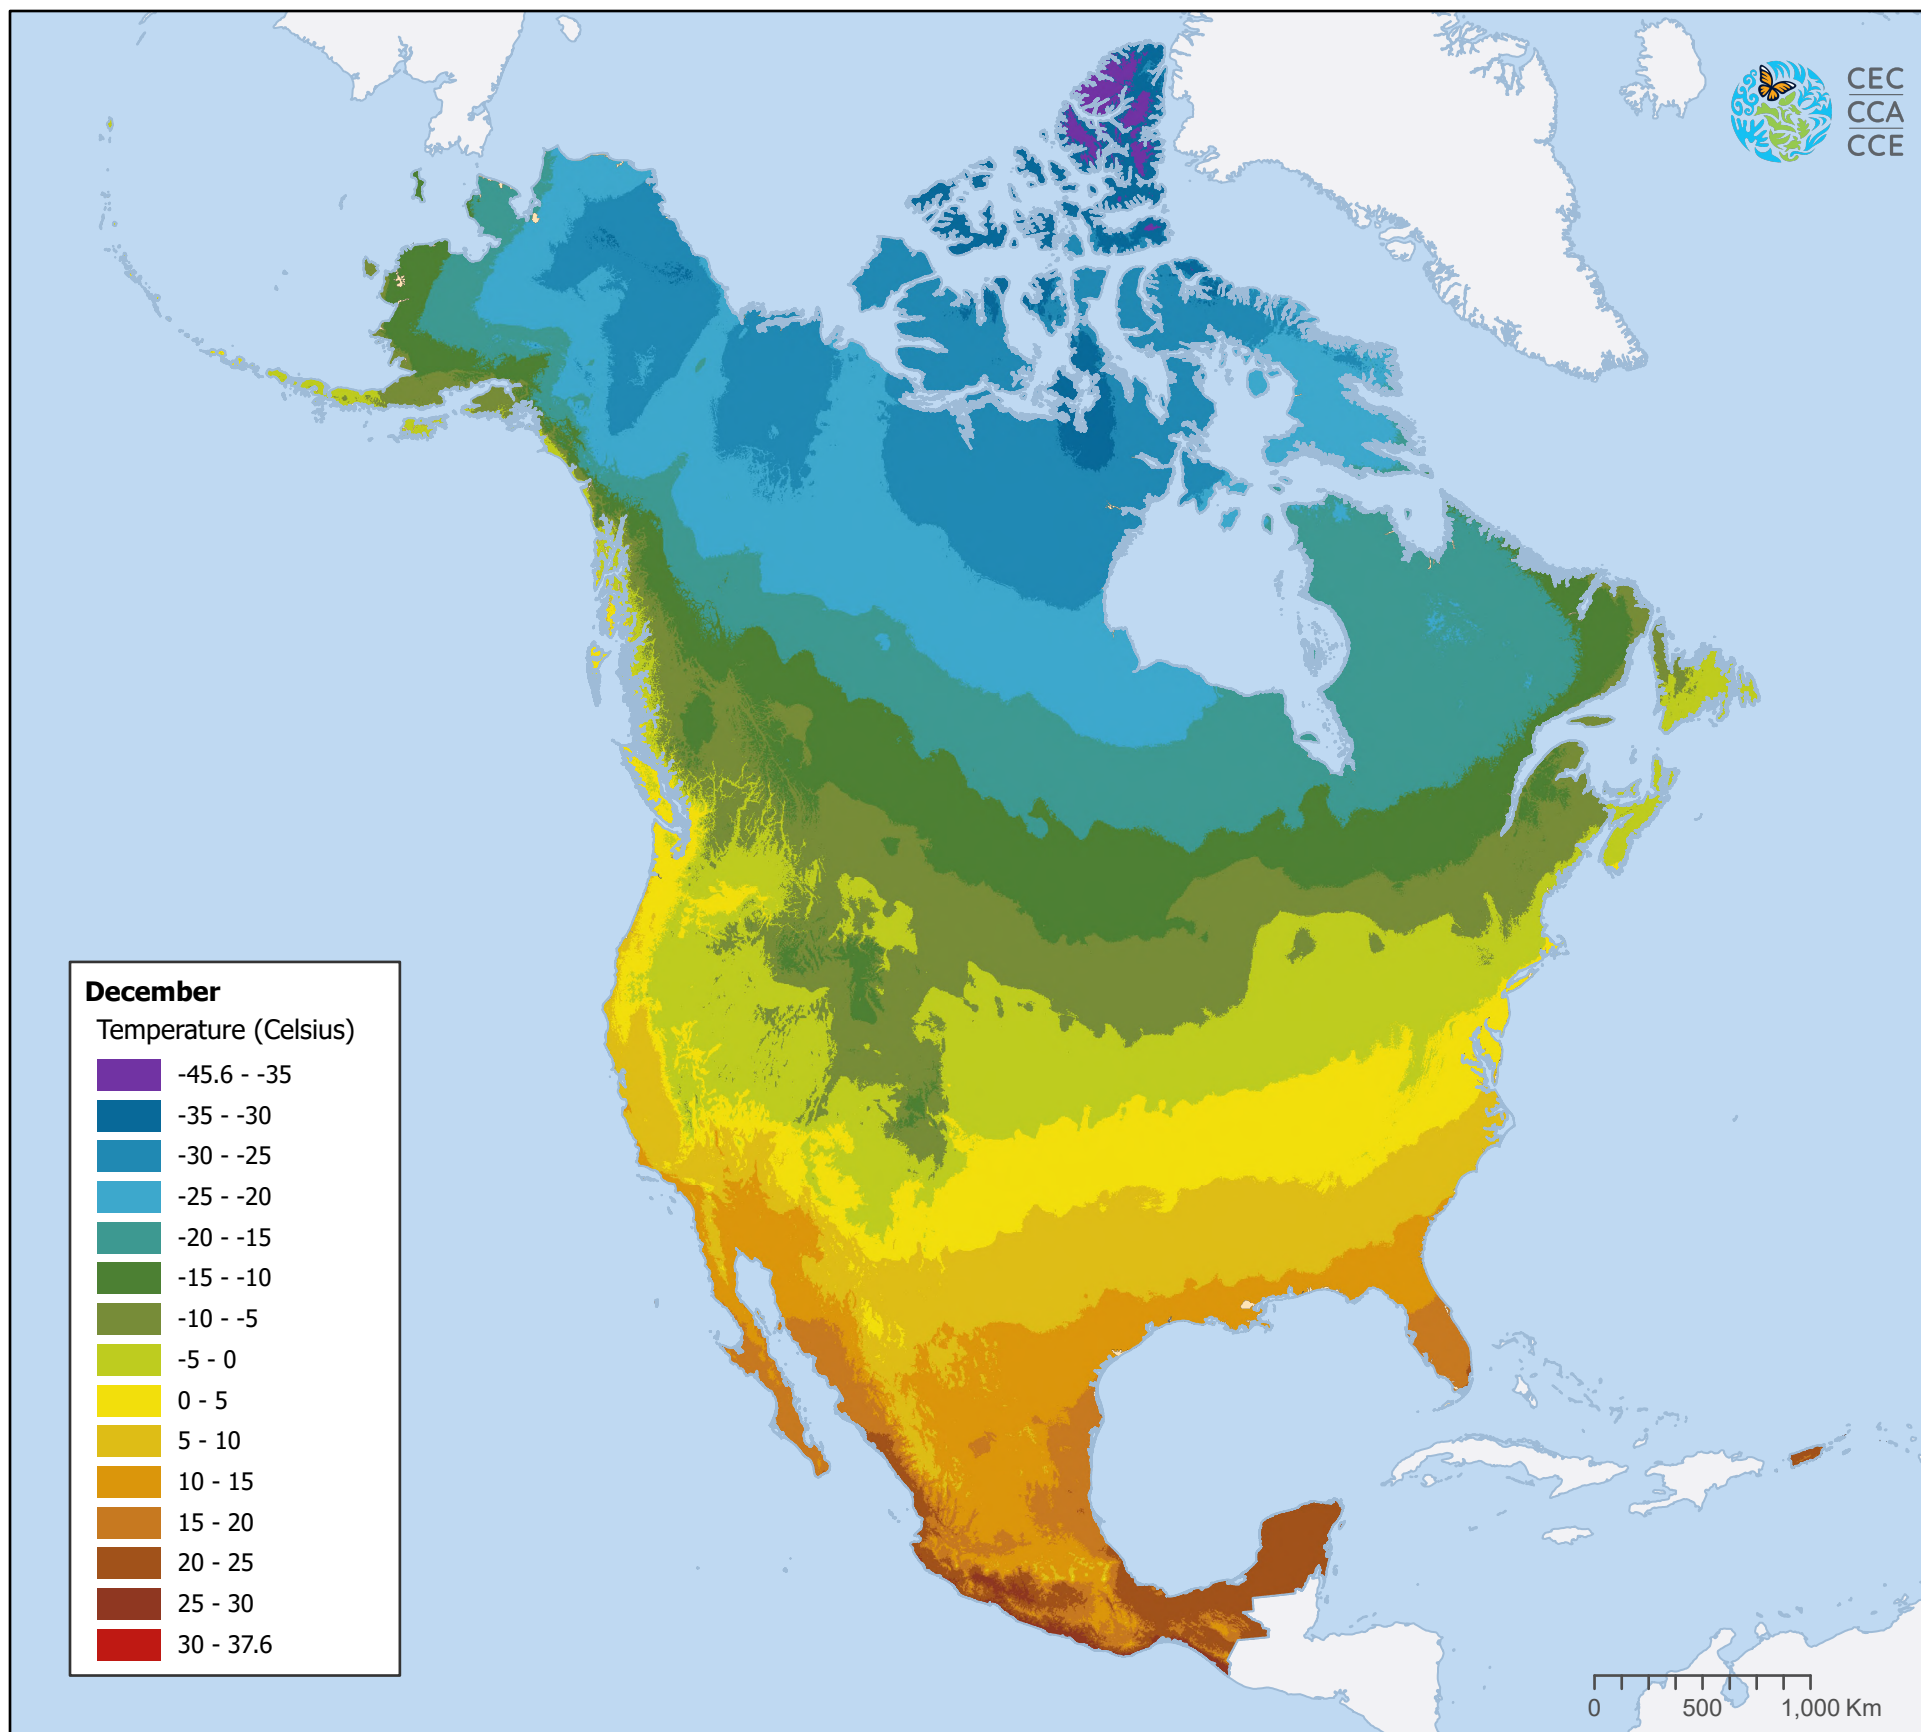 CEC
CCA
CCE
December
Temperature (Celsius)
-45.6 - -35
-35 - -30
-30 - -25
-25 - -20
-20 - -15
-15 - -10
-10 - -5
-5 - 0
0 - 5
5 - 10
10 - 15
15 - 20
20 - 25
25 - 30
30 - 37.6
0 500 1,000 Km